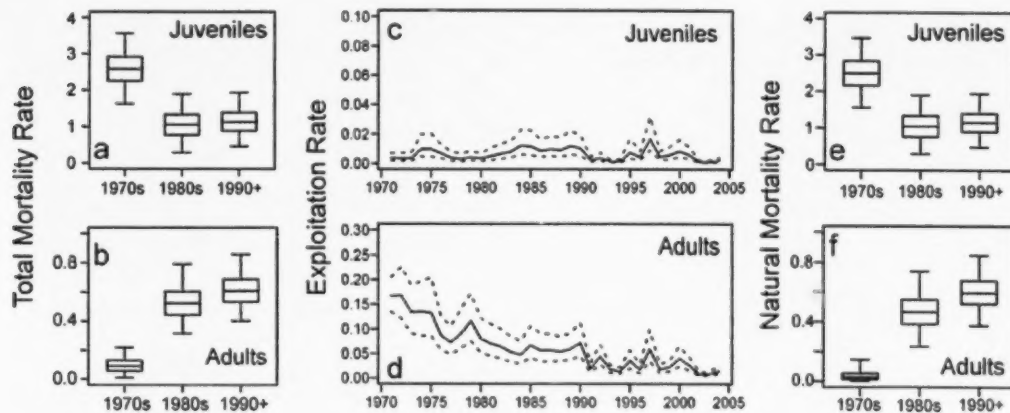 Total Mortality Rate
a
Juveniles
4
3
2
1
0
1970s 1980s 1990+
b
Adults
0.8
0.4
0.0
1970s 1980s 1990+
Exploitation Rate
c
Juveniles
0.10
0.08
0.06
0.04
0.02
0.00
1970 1975 1980 1985 1990 1995 2000 2005
d
Adults
0.30
0.25
0.20
0.15
0.10
0.05
0.00
1970 1975 1980 1985 1990 1995 2000 2005
Natural Mortality Rate
e
Juveniles
4
3
2
1
0
1970s 1980s 1990+
f
Adults
0.8
0.4
0.0
1970s 1980s 1990+